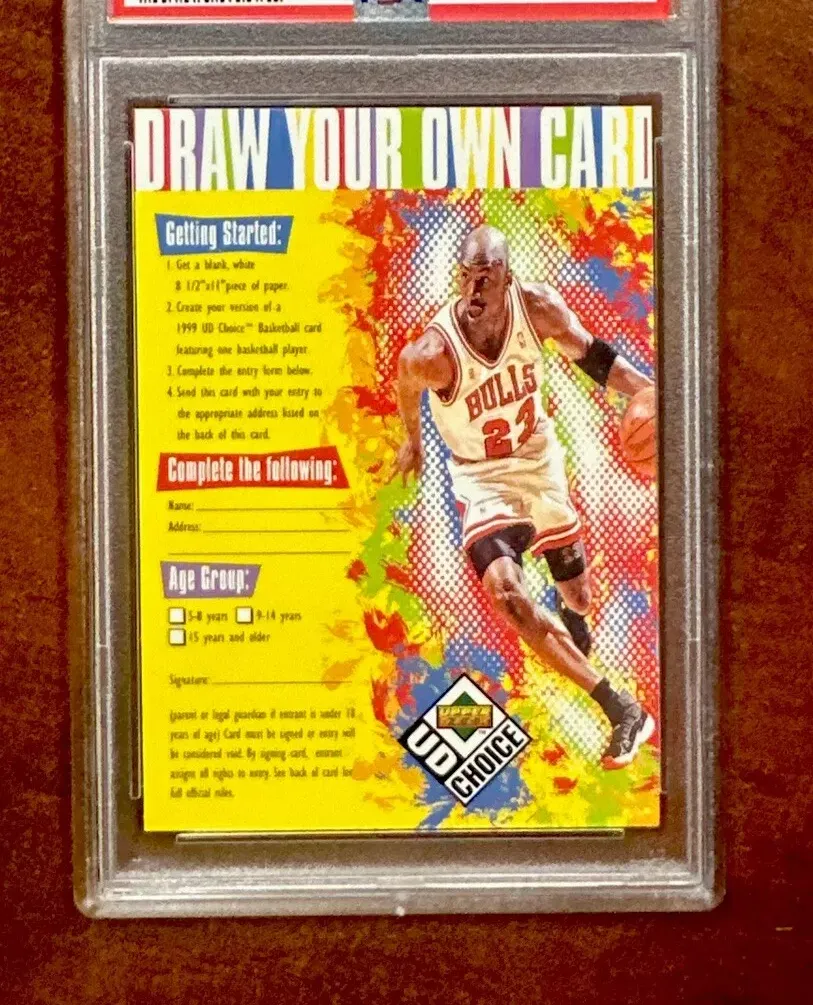 DRAW YOUR OWN CARD
Getting Started:
1. Get a blank, white
8 1/2"x11" piece of paper.
2. Create your version of a
1999 UD Choice™ Basketball card
featuring one basketball player.
3. Complete the entry form below.
4. Send this card with your entry to
the appropriate address listed on
the back of this card.
Complete the following:
Name:
Address:
Age Group:
5-8 years 9-14 years
15 years and older
Signature:
(parent or legal guardian if entrant is under 18
years of age) Card must be signed or entry will
be considered void. By signing card, entrant
assigns all rights to entry. See back of card for
full official rules.
BULLS
23
UPPER
DECK
UD
CHOICE